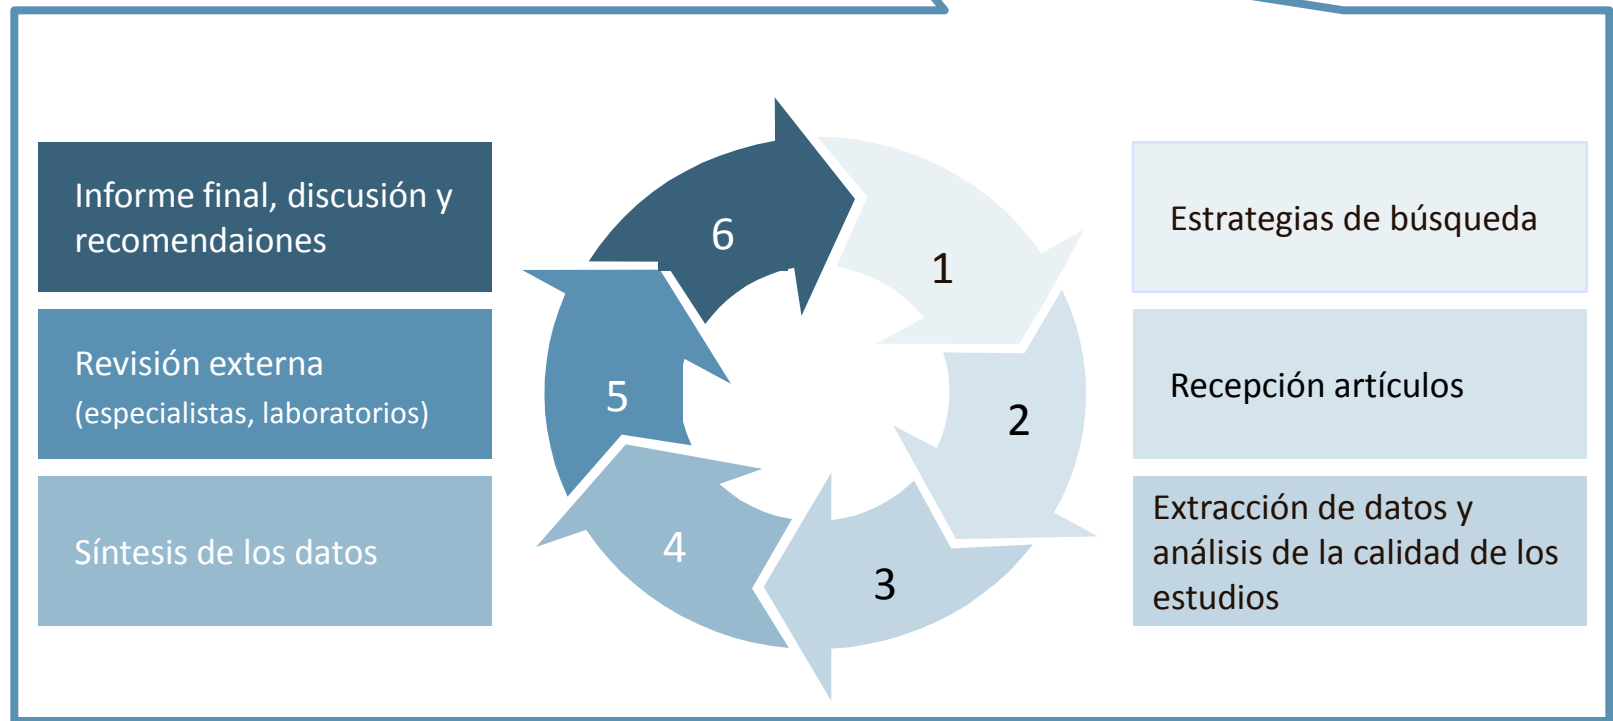 Informe final, discusión y
recomendaiones
Revisión externa
(especialistas, laboratorios)
Síntesis de los datos
6
1
5
2
4
3
Estrategias de búsqueda
Recepción artículos
Extracción de datos y
análisis de la calidad de los
estudios